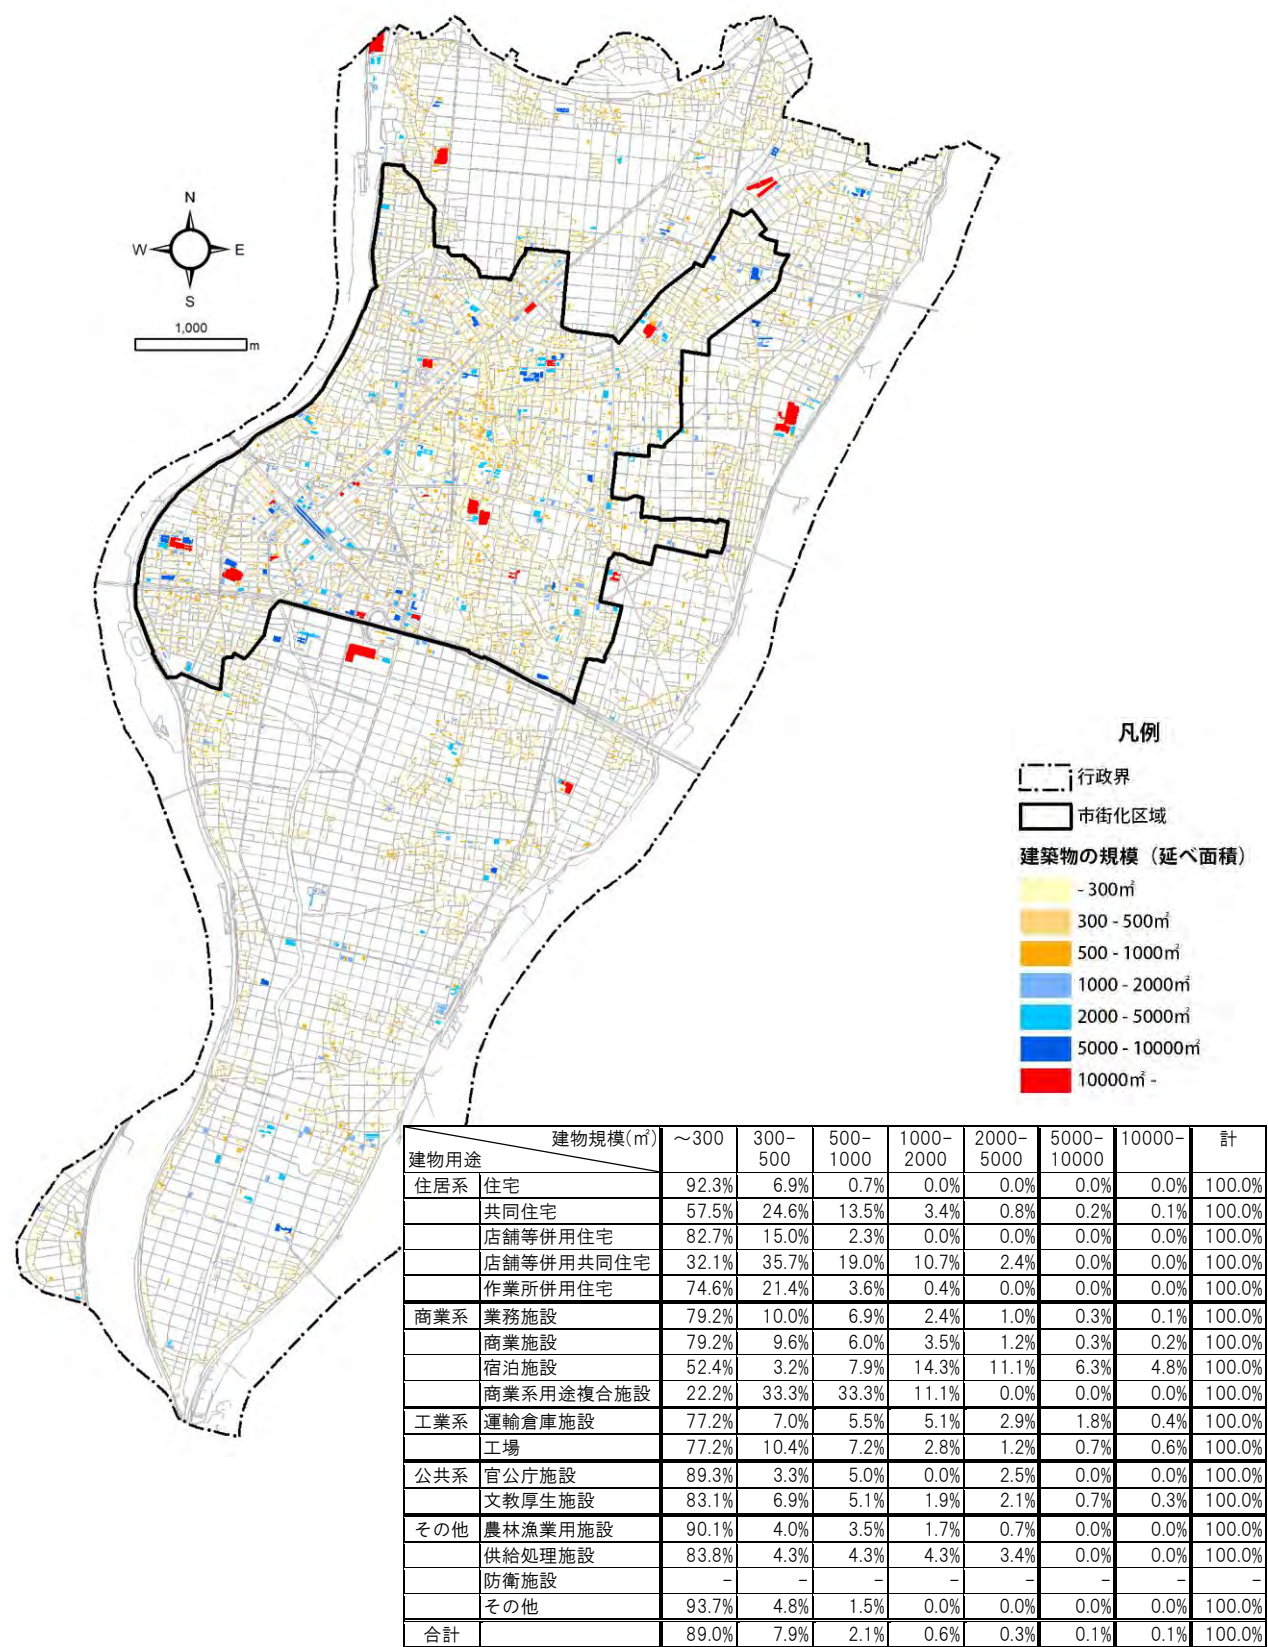 N
W
E
S
1,000
m
凡例
行政界
市街化区域
建築物の規模（延べ面積）
- 300㎡
300 - 500㎡
500 - 1000㎡
1000 - 2000㎡
2000 - 5000㎡
5000 - 10000㎡
10000㎡ -
建物規模(㎡) ～300 300-500 500-1000 1000-2000 2000-5000 5000-10000 10000- 計
建物用途
住居系 住宅 92.3% 6.9% 0.7% 0.0% 0.0% 0.0% 0.0% 100.0%
共同住宅 57.5% 24.6% 13.5% 3.4% 0.8% 0.2% 0.1% 100.0%
店舗等併用住宅 82.7% 15.0% 2.3% 0.0% 0.0% 0.0% 0.0% 100.0%
店舗等併用共同住宅 32.1% 35.7% 19.0% 10.7% 2.4% 0.0% 0.0% 100.0%
作業所併用住宅 74.6% 21.4% 3.6% 0.4% 0.0% 0.0% 0.0% 100.0%
商業系 業務施設 79.2% 10.0% 6.9% 2.4% 1.0% 0.3% 0.1% 100.0%
商業施設 79.2% 9.6% 6.0% 3.5% 1.2% 0.3% 0.2% 100.0%
宿泊施設 52.4% 3.2% 7.9% 14.3% 11.1% 6.3% 4.8% 100.0%
商業系用途複合施設 22.2% 33.3% 33.3% 11.1% 0.0% 0.0% 0.0% 100.0%
工業系 運輸倉庫施設 77.2% 7.0% 5.5% 5.1% 2.9% 1.8% 0.4% 100.0%
工場 77.2% 10.4% 7.2% 2.8% 1.2% 0.7% 0.6% 100.0%
公共系 官公庁施設 89.3% 3.3% 5.0% 0.0% 2.5% 0.0% 0.0% 100.0%
文教厚生施設 83.1% 6.9% 5.1% 1.9% 2.1% 0.7% 0.3% 100.0%
その他 農林漁業用施設 90.1% 4.0% 3.5% 1.7% 0.7% 0.0% 0.0% 100.0%
供給処理施設 83.8% 4.3% 4.3% 4.3% 3.4% 0.0% 0.0% 100.0%
防衛施設 － － － － － － － －
その他 93.7% 4.8% 1.5% 0.0% 0.0% 0.0% 0.0% 100.0%
合計 89.0% 7.9% 2.1% 0.6% 0.3% 0.1% 0.1% 100.0%